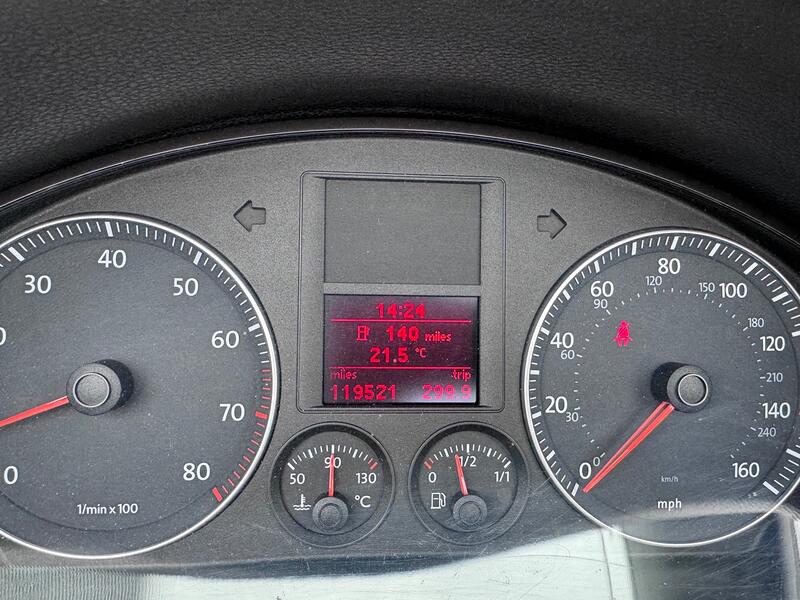 30
40
50
60
70
80
0
1/min x 100
14:24
140 miles
21.5 °C
miles trip
119521 299.9
50 90 130
°C
0 1/2 1/1
0 20 40 60 80 100 120 140 160
0 30 60 90 120 150 180 210 240
km/h
mph